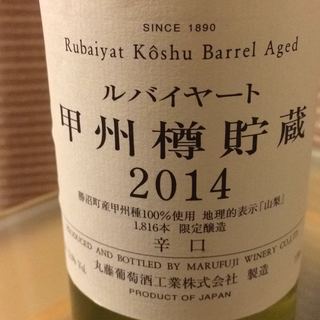 SINCE 1890
Rubaiyat Kôshu Barrel Aged
ルバイヤート
甲州樽貯蔵
2014
勝沼町産甲州種100%使用 地理的表示「山梨」
1,816本 限定醸造
辛口
PRODUCED AND BOTTLED BY MARUFUJI WINERY CO.,LTD
丸藤葡萄酒工業株式会社 製造
PRODUCT OF JAPAN